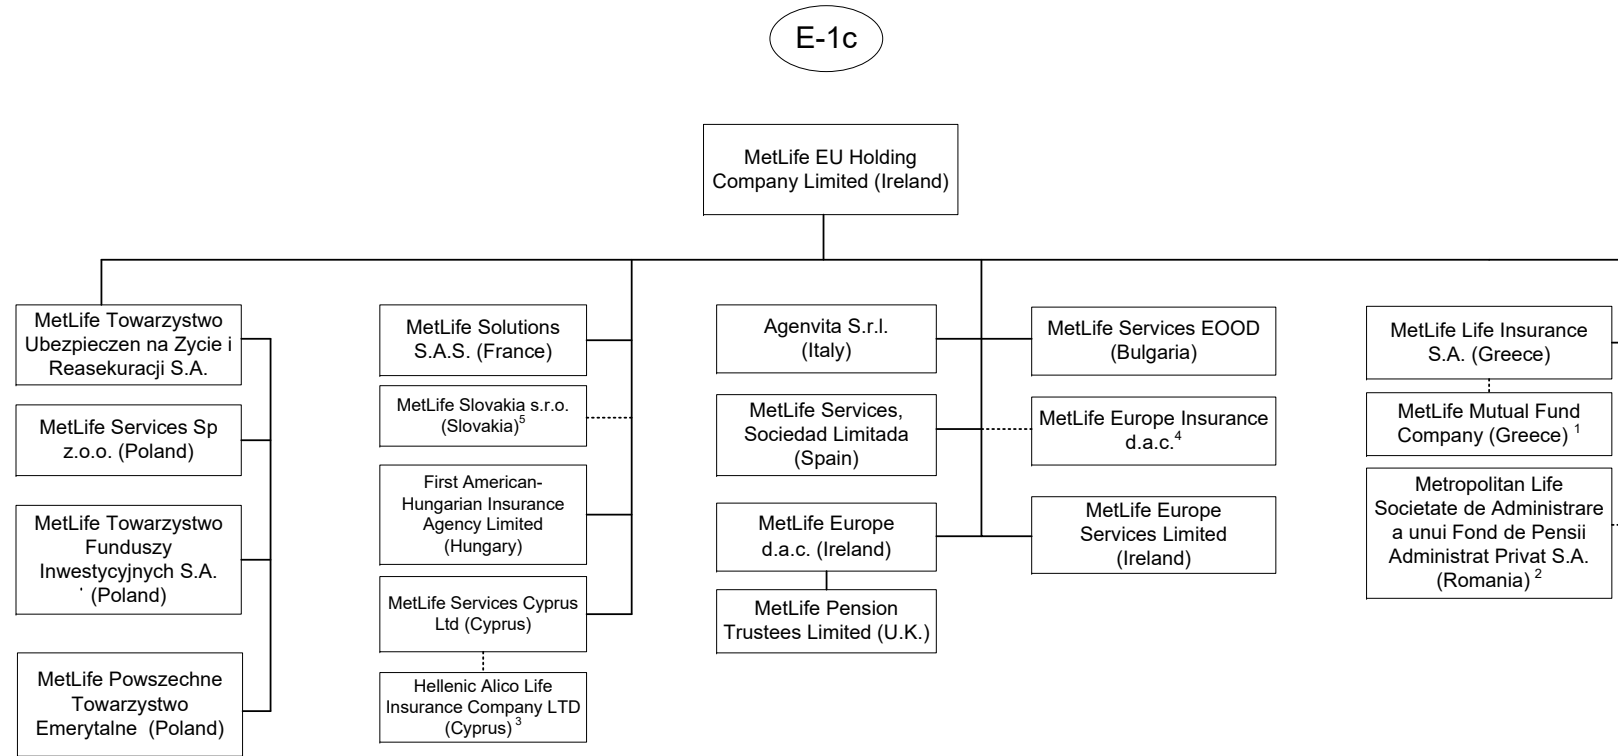 E-1c
MetLife EU Holding
Company Limited (Ireland)
MetLife Towarzystwo
Ubezpieczen na Zycie i
Reasekuracji S.A.
MetLife Services Sp
z.o.o. (Poland)
MetLife Towarzystwo
Funduszy
Inwestycyjnych S.A.
' (Poland)
MetLife Powszechne
Towarzystwo
Emerytalne (Poland)
MetLife Solutions
S.A.S. (France)
MetLife Slovakia s.r.o.
(Slovakia)5
First American-
Hungarian Insurance
Agency Limited
(Hungary)
MetLife Services Cyprus
Ltd (Cyprus)
Hellenic Alico Life
Insurance Company LTD
(Cyprus) 3
Agenvita S.r.l.
(Italy)
MetLife Services,
Sociedad Limitada
(Spain)
MetLife Europe
d.a.c. (Ireland)
MetLife Pension
Trustees Limited (U.K.)
MetLife Services EOOD
(Bulgaria)
MetLife Europe Insurance
d.a.c.4
MetLife Europe
Services Limited
(Ireland)
MetLife Life Insurance
S.A. (Greece)
MetLife Mutual Fund
Company (Greece) 1
Metropolitan Life
Societate de Administrare
a unui Fond de Pensii
Administrat Privat S.A.
(Romania) 2